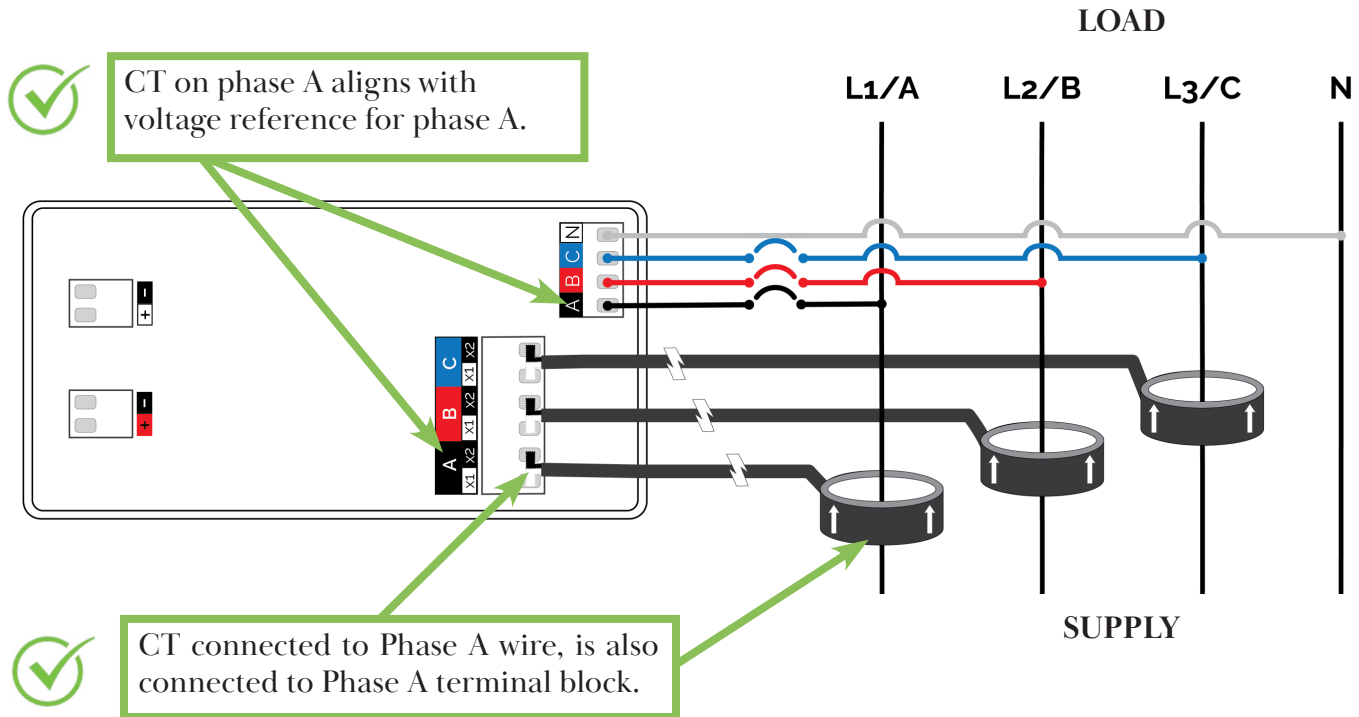 LOAD
CT on phase A aligns with
voltage reference for phase A.
L1/A L2/B L3/C N
N
C
B
A
- +
- +
C X2 X1
B X2 X1
A X2 X1
SUPPLY
CT connected to Phase A wire, is also
connected to Phase A terminal block.